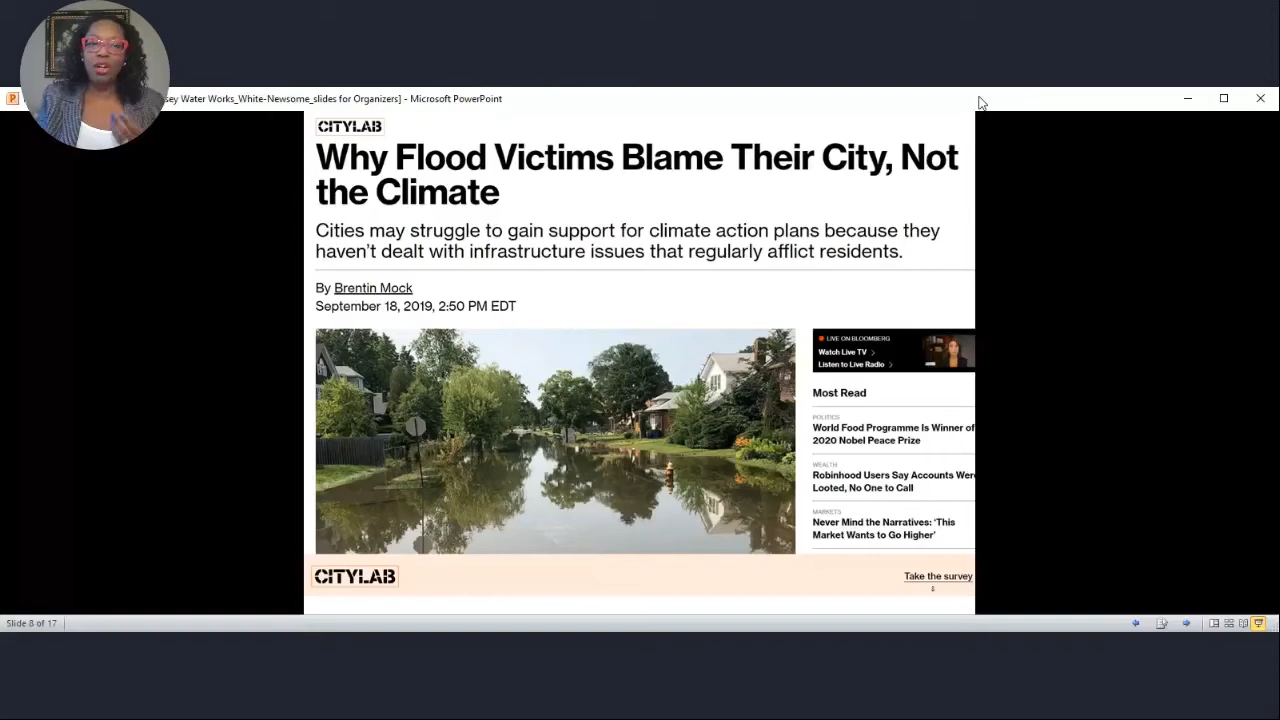 sey Water Works_White-Newsome_slides for Organizers] - Microsoft PowerPoint
CITYLAB
Why Flood Victims Blame Their City, Not
the Climate
Cities may struggle to gain support for climate action plans because they
haven’t dealt with infrastructure issues that regularly afflict residents.
By Brentin Mock
September 18, 2019, 2:50 PM EDT
LIVE ON BLOOMBERG
Watch Live TV
Listen to Live Radio
Most Read
POLITICS
World Food Programme Is Winner of
2020 Nobel Peace Prize
WEALTH
Robinhood Users Say Accounts Were
Looted, No One to Call
MARKETS
Never Mind the Narratives: ‘This
Market Wants to Go Higher’
CITYLAB
Take the survey
Slide 8 of 17